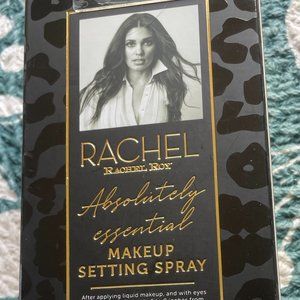 RACHEL
RACHEL ROY
Absolutely
essential
MAKEUP
SETTING SPRAY
After applying liquid makeup, and with eyes